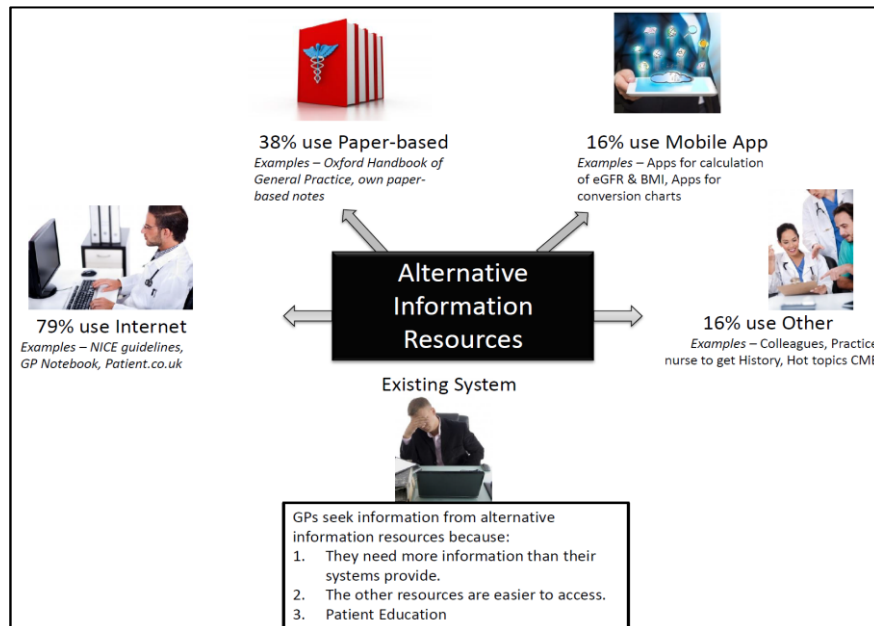 38% use Paper-based
Examples – Oxford Handbook of
General Practice, own paper-
based notes
16% use Mobile App
Examples – Apps for calculation
of eGFR & BMI, Apps for
conversion charts
79% use Internet
Examples – NICE guidelines,
GP Notebook, Patient.co.uk
Alternative
Information
Resources
16% use Other
Examples – Colleagues, Practice
nurse to get History, Hot topics CME
Existing System
GPs seek information from alternative
information resources because:
1. They need more information than their
systems provide.
2. The other resources are easier to access.
3. Patient Education